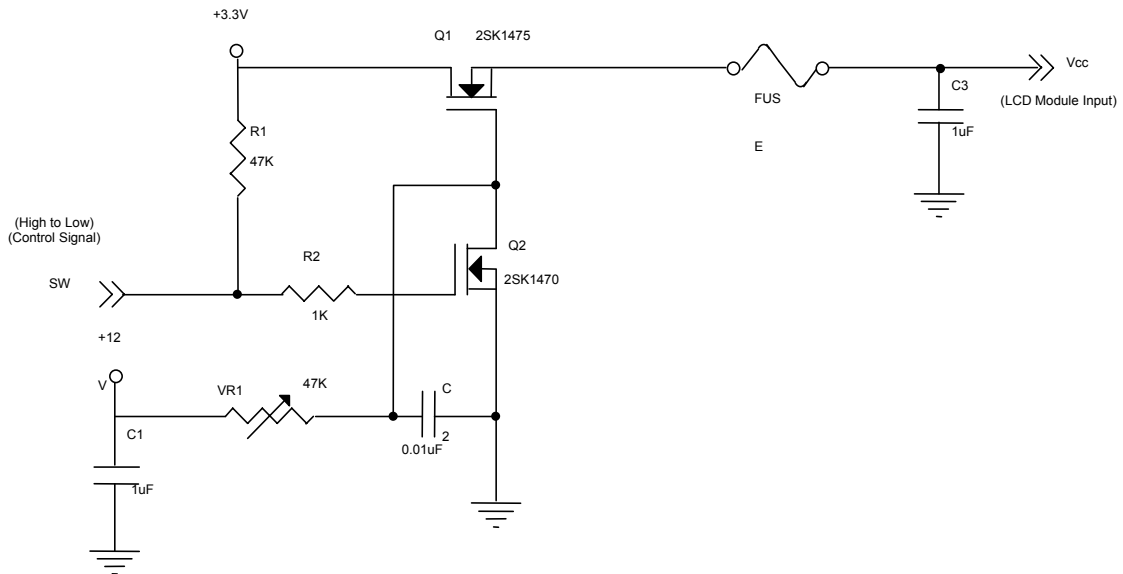 +3.3V
Q1 2SK1475
Vcc
(LCD Module Input)
FUS
E
C3
1uF
R1
47K
(High to Low)
(Control Signal)
SW
R2
1K
Q2
2SK1470
+12
V
VR1
47K
C
2
0.01uF
C1
1uF